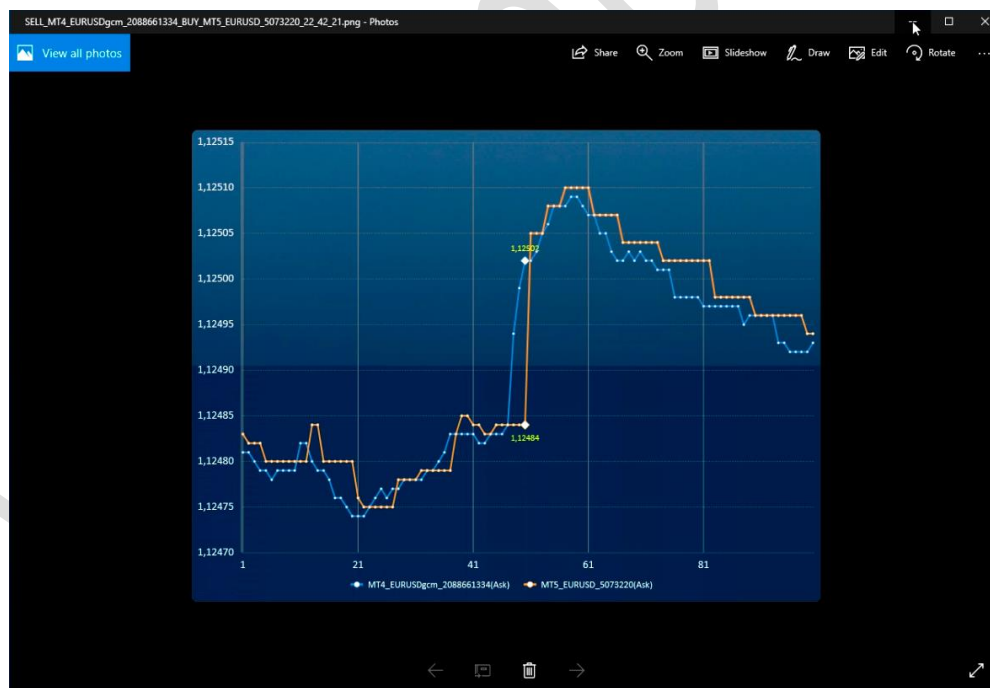 SELL_MT4_EURUSDgcm_2088661334_BUY_MT5_EURUSD_5073220_22_42_21.png - Photos
View all photos
Share Zoom Slideshow Draw Edit Rotate ...
1,12515
1,12510
1,12505
1,12502
1,12500
1,12495
1,12490
1,12485
1,12484
1,12480
1,12475
1,12470
1 21 41 61 81
MT4_EURUSDgcm_2088661334(Ask) MT5_EURUSD_5073220(Ask)